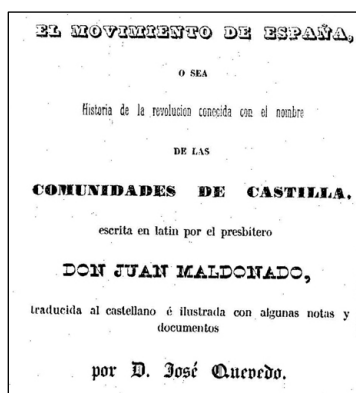 EL MOVIMIENTO DE ESPAÑA,
O SEA
Historia de la revolucion conocida con el nombre
DE LAS
COMUNIDADES DE CASTILLA.
escrita en latin por el presbitero
DON JUAN MALDONADO,
traducida al castellano é ilustrada con algunas notas y
documentos
por D. José Quevedo.